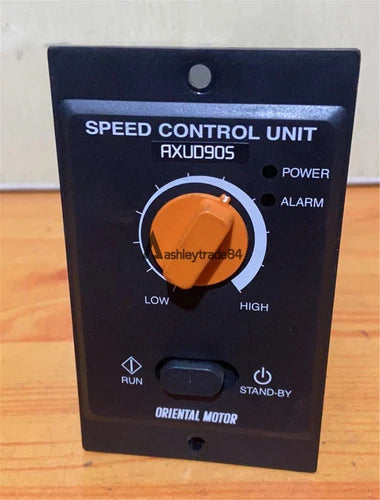 SPEED CONTROL UNIT
AXUD90S
POWER
ALARM
ashleytrade84
LOW
HIGH
RUN
STAND-BY
ORIENTAL MOTOR